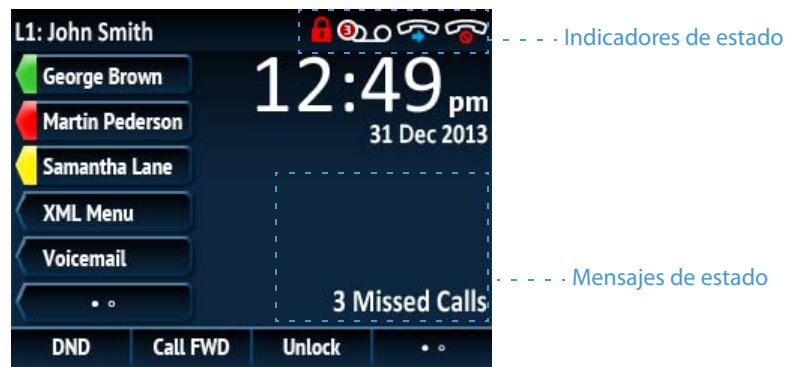 L1: John Smith
3
Indicadores de estado
George Brown
12:49 pm
Martin Pederson
31 Dec 2013
Samantha Lane
XML Menu
Voicemail
Mensajes de estado
3 Missed Calls
DND
Call FWD
Unlock